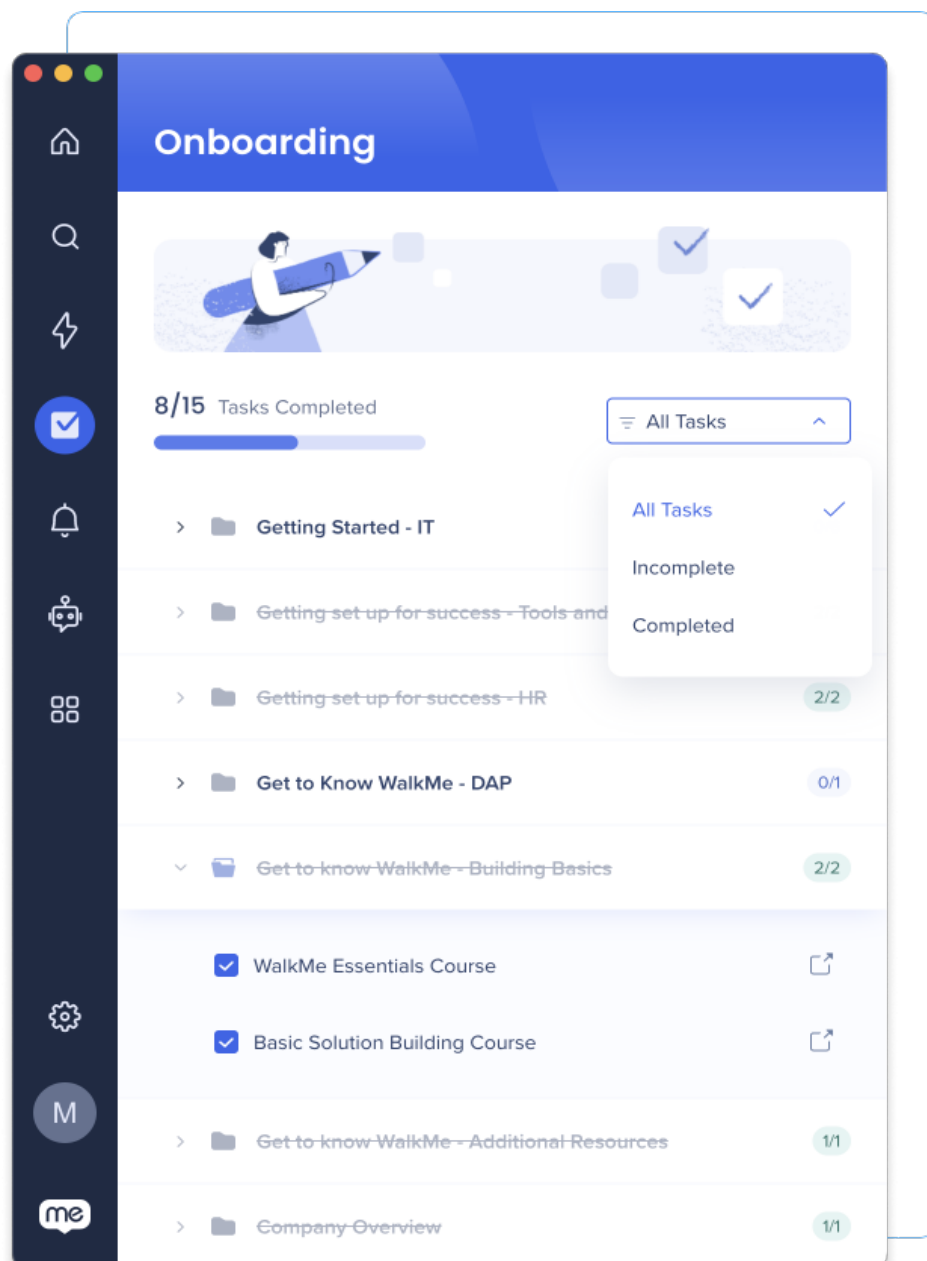 Onboarding
8/15 Tasks Completed
All Tasks
All Tasks
Incomplete
Completed
Getting Started - IT
Getting set up for success - Tools and
Getting set up for success - HR 2/2
Get to Know WalkMe - DAP 0/1
Get to know WalkMe - Building Basics 2/2
WalkMe Essentials Course
Basic Solution Building Course
M
Get to know WalkMe - Additional Resources 1/1
me
Company Overview 1/1